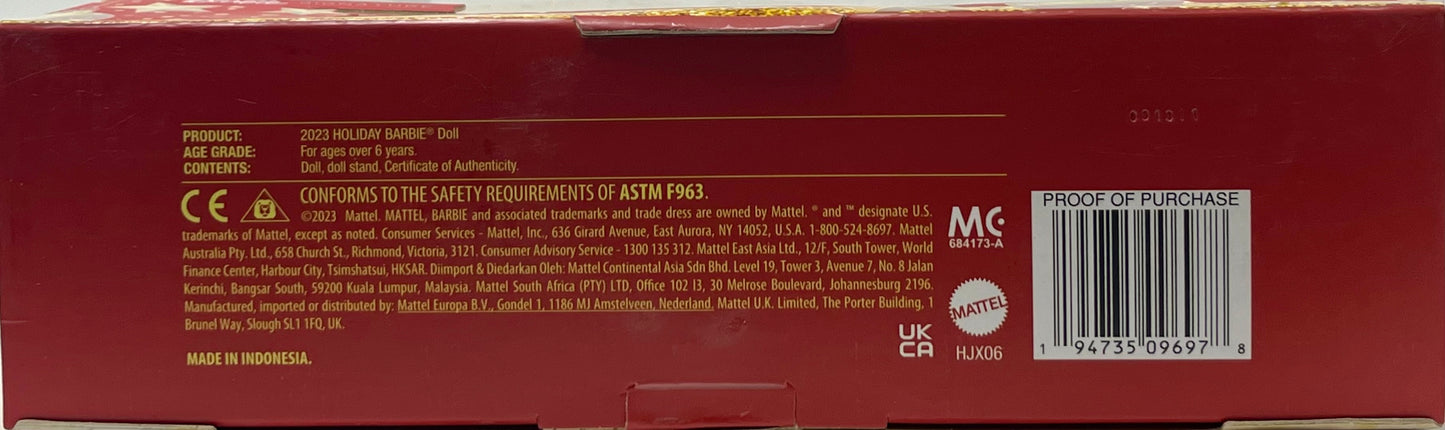 PRODUCT: 2023 HOLIDAY BARBIE® Doll
AGE GRADE: For ages over 6 years.
CONTENTS: Doll, doll stand, Certificate of Authenticity.
CE CONFORMS TO THE SAFETY REQUIREMENTS OF ASTM F963.
©2023 Mattel. MATTEL, BARBIE and associated trademarks and trade dress are owned by Mattel. ® and ™ designate U.S.
trademarks of Mattel, except as noted. Consumer Services - Mattel, Inc., 636 Girard Avenue, East Aurora, NY 14052, U.S.A. 1-800-524-8697. Mattel
Australia Pty. Ltd., 658 Church St., Richmond, Victoria, 3121. Consumer Advisory Service - 1300 135 312. Mattel East Asia Ltd., 12/F, South Tower, World
Finance Center, Harbour City, Tsimshatsui, HKSAR. Diimport & Diedarkan Oleh: Mattel Continental Asia Sdn Bhd. Level 19, Tower 3, Avenue 7, No. 8 Jalan
Kerinchi, Bangsar South, 59200 Kuala Lumpur, Malaysia. Mattel South Africa (PTY) LTD, Office 102 I3, 30 Melrose Boulevard, Johannesburg 2196.
Manufactured, imported or distributed by: Mattel Europa B.V., Gondel 1, 1186 MJ Amstelveen, Nederland. Mattel U.K. Limited, The Porter Building, 1
Brunel Way, Slough SL1 1FQ, UK.
MADE IN INDONESIA.
MC
684173-A
MATTEL
UK
CA
HJX06
PROOF OF PURCHASE
1 94735 09697 8